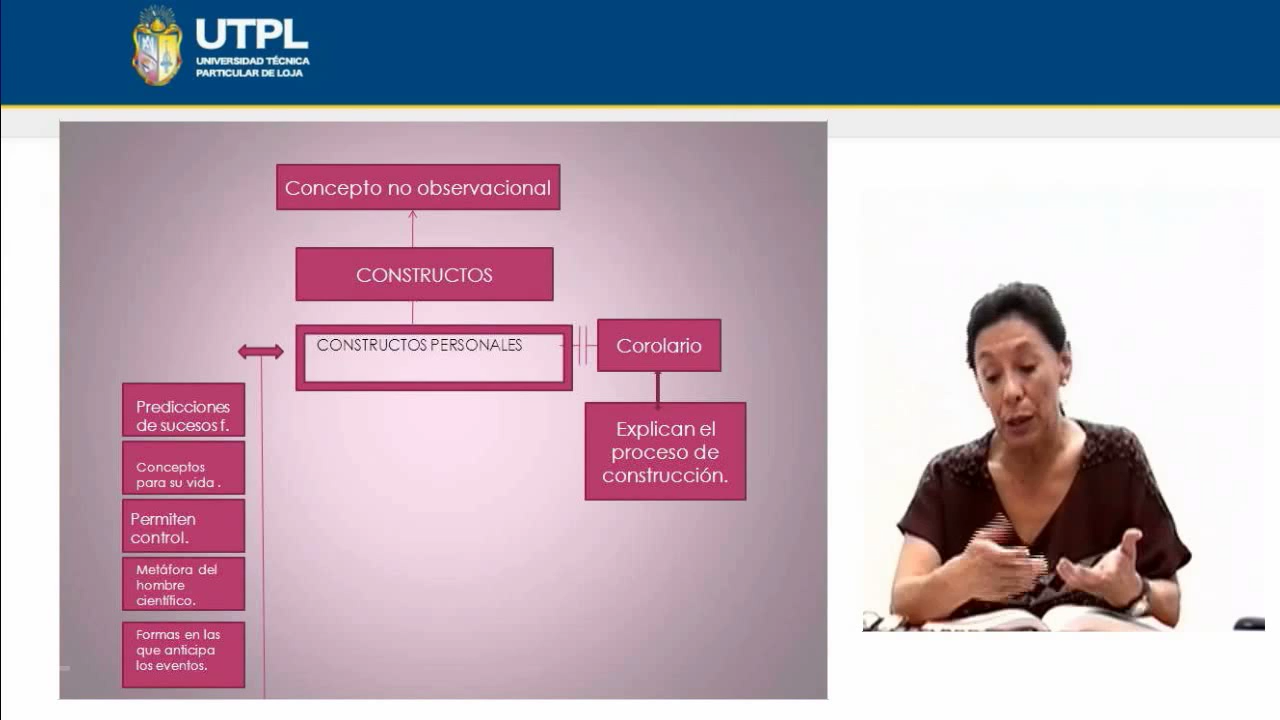 UTPL
UNIVERSIDAD TÉCNICA
PARTICULAR DE LOJA
Concepto no observacional
CONSTRUCTOS
CONSTRUCTOS PERSONALES
Corolario
Explican el
proceso de
construcción.
Predicciones
de sucesos f.
Conceptos
para su vida .
Permiten
control.
Metáfora del
hombre
científico.
Formas en las
que anticipa
los eventos.